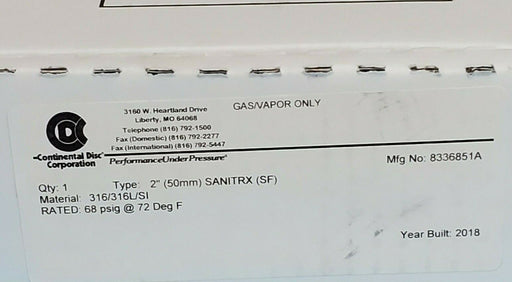 3160 W. Heartland Drive
Liberty, MO 64068
Telephone (816) 792-1500
Fax (Domestic) (816) 792-2277
Fax (International) (816) 792-5447
GAS/VAPOR ONLY
CDC
Continental Disc
Corporation
PerformanceUnderPressure
Mfg No: 8336851A
Qty: 1 Type: 2" (50mm) SANITRX (SF)
Material: 316/316L/SI
RATED: 68 psig @ 72 Deg F
Year Built: 2018